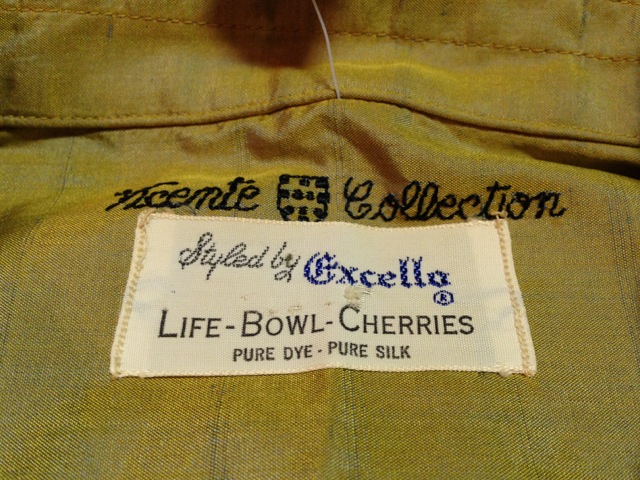 Vicente Collection
Styled by Excello ®
LIFE-BOWL-CHERRIES
PURE DYE - PURE SILK